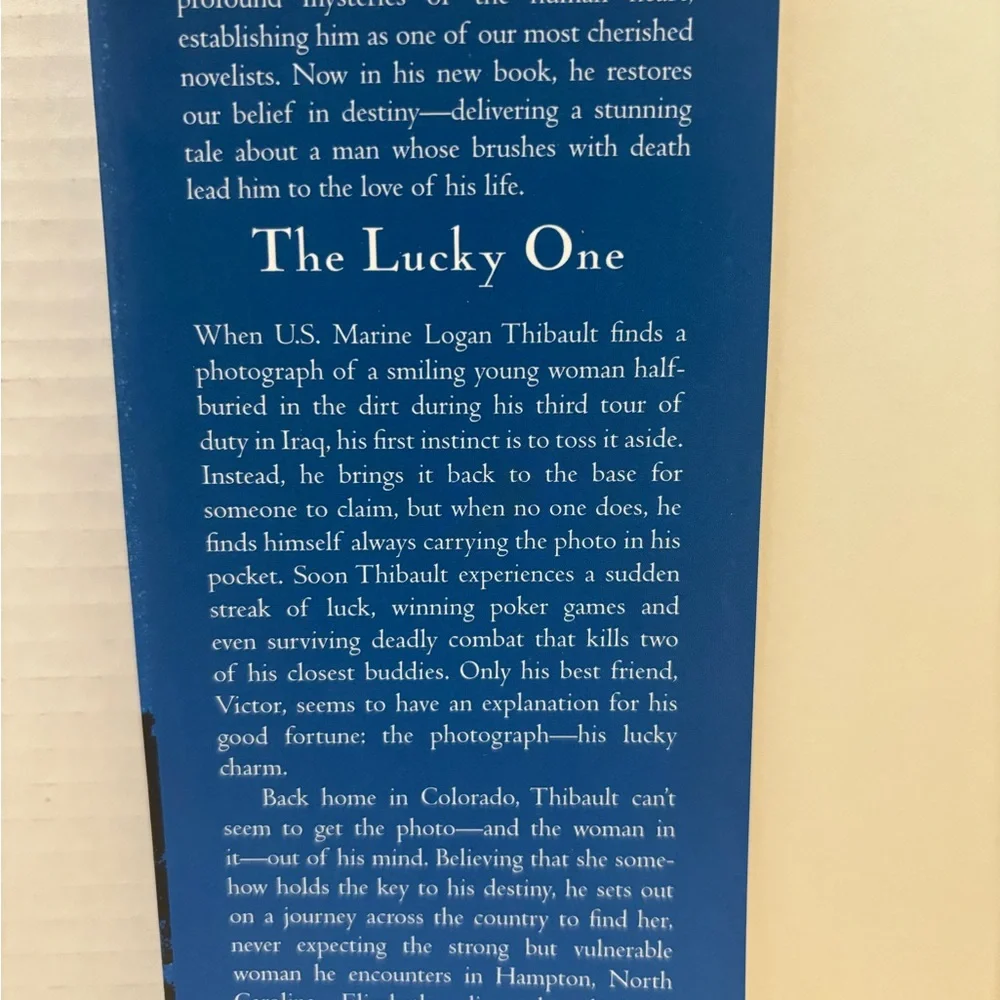 profound mysteries of the human heart,
establishing him as one of our most cherished
novelists. Now in his new book, he restores
our belief in destiny—delivering a stunning
tale about a man whose brushes with death
lead him to the love of his life.
The Lucky One
When U.S. Marine Logan Thibault finds a
photograph of a smiling young woman half-
buried in the dirt during his third tour of
duty in Iraq, his first instinct is to toss it aside.
Instead, he brings it back to the base for
someone to claim, but when no one does, he
finds himself always carrying the photo in his
pocket. Soon Thibault experiences a sudden
streak of luck, winning poker games and
even surviving deadly combat that kills two
of his closest buddies. Only his best friend,
Victor, seems to have an explanation for his
good fortune: the photograph—his lucky
charm.
Back home in Colorado, Thibault can't
seem to get the photo—and the woman in
it—out of his mind. Believing that she some-
how holds the key to his destiny, he sets out
on a journey across the country to find her,
never expecting the strong but vulnerable
woman he encounters in Hampton, North